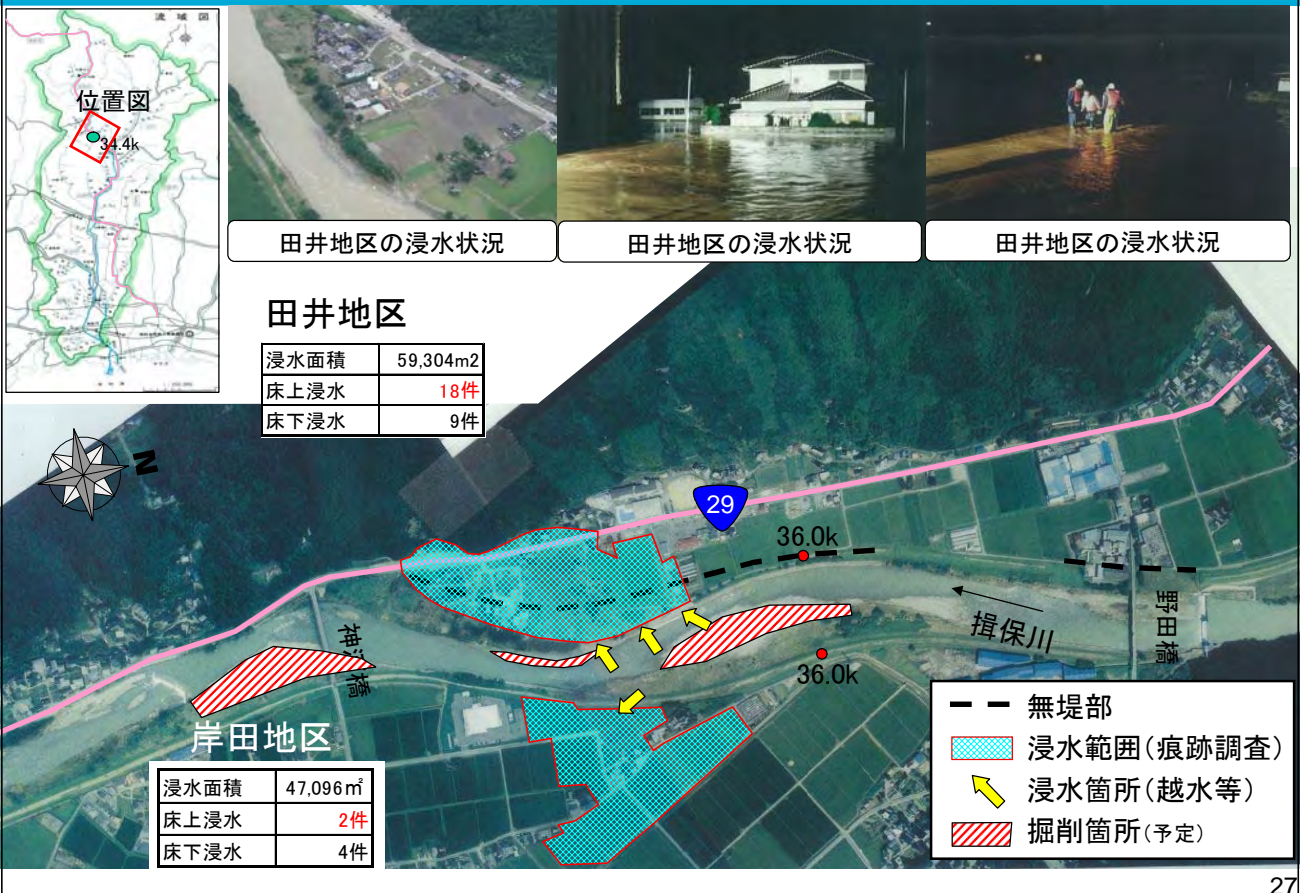 流域図
位置図
34.4k
田井地区の浸水状況
田井地区の浸水状況
田井地区の浸水状況
田井地区
浸水面積 59,304m2
床上浸水 18件
床下浸水 9件
N
29
36.0k
揖保川
野田橋
36.0k
岸田地区
浸水面積 47,096㎡
床上浸水 2件
床下浸水 4件
無堤部
浸水範囲(痕跡調査)
浸水箇所(越水等)
掘削箇所(予定)
27